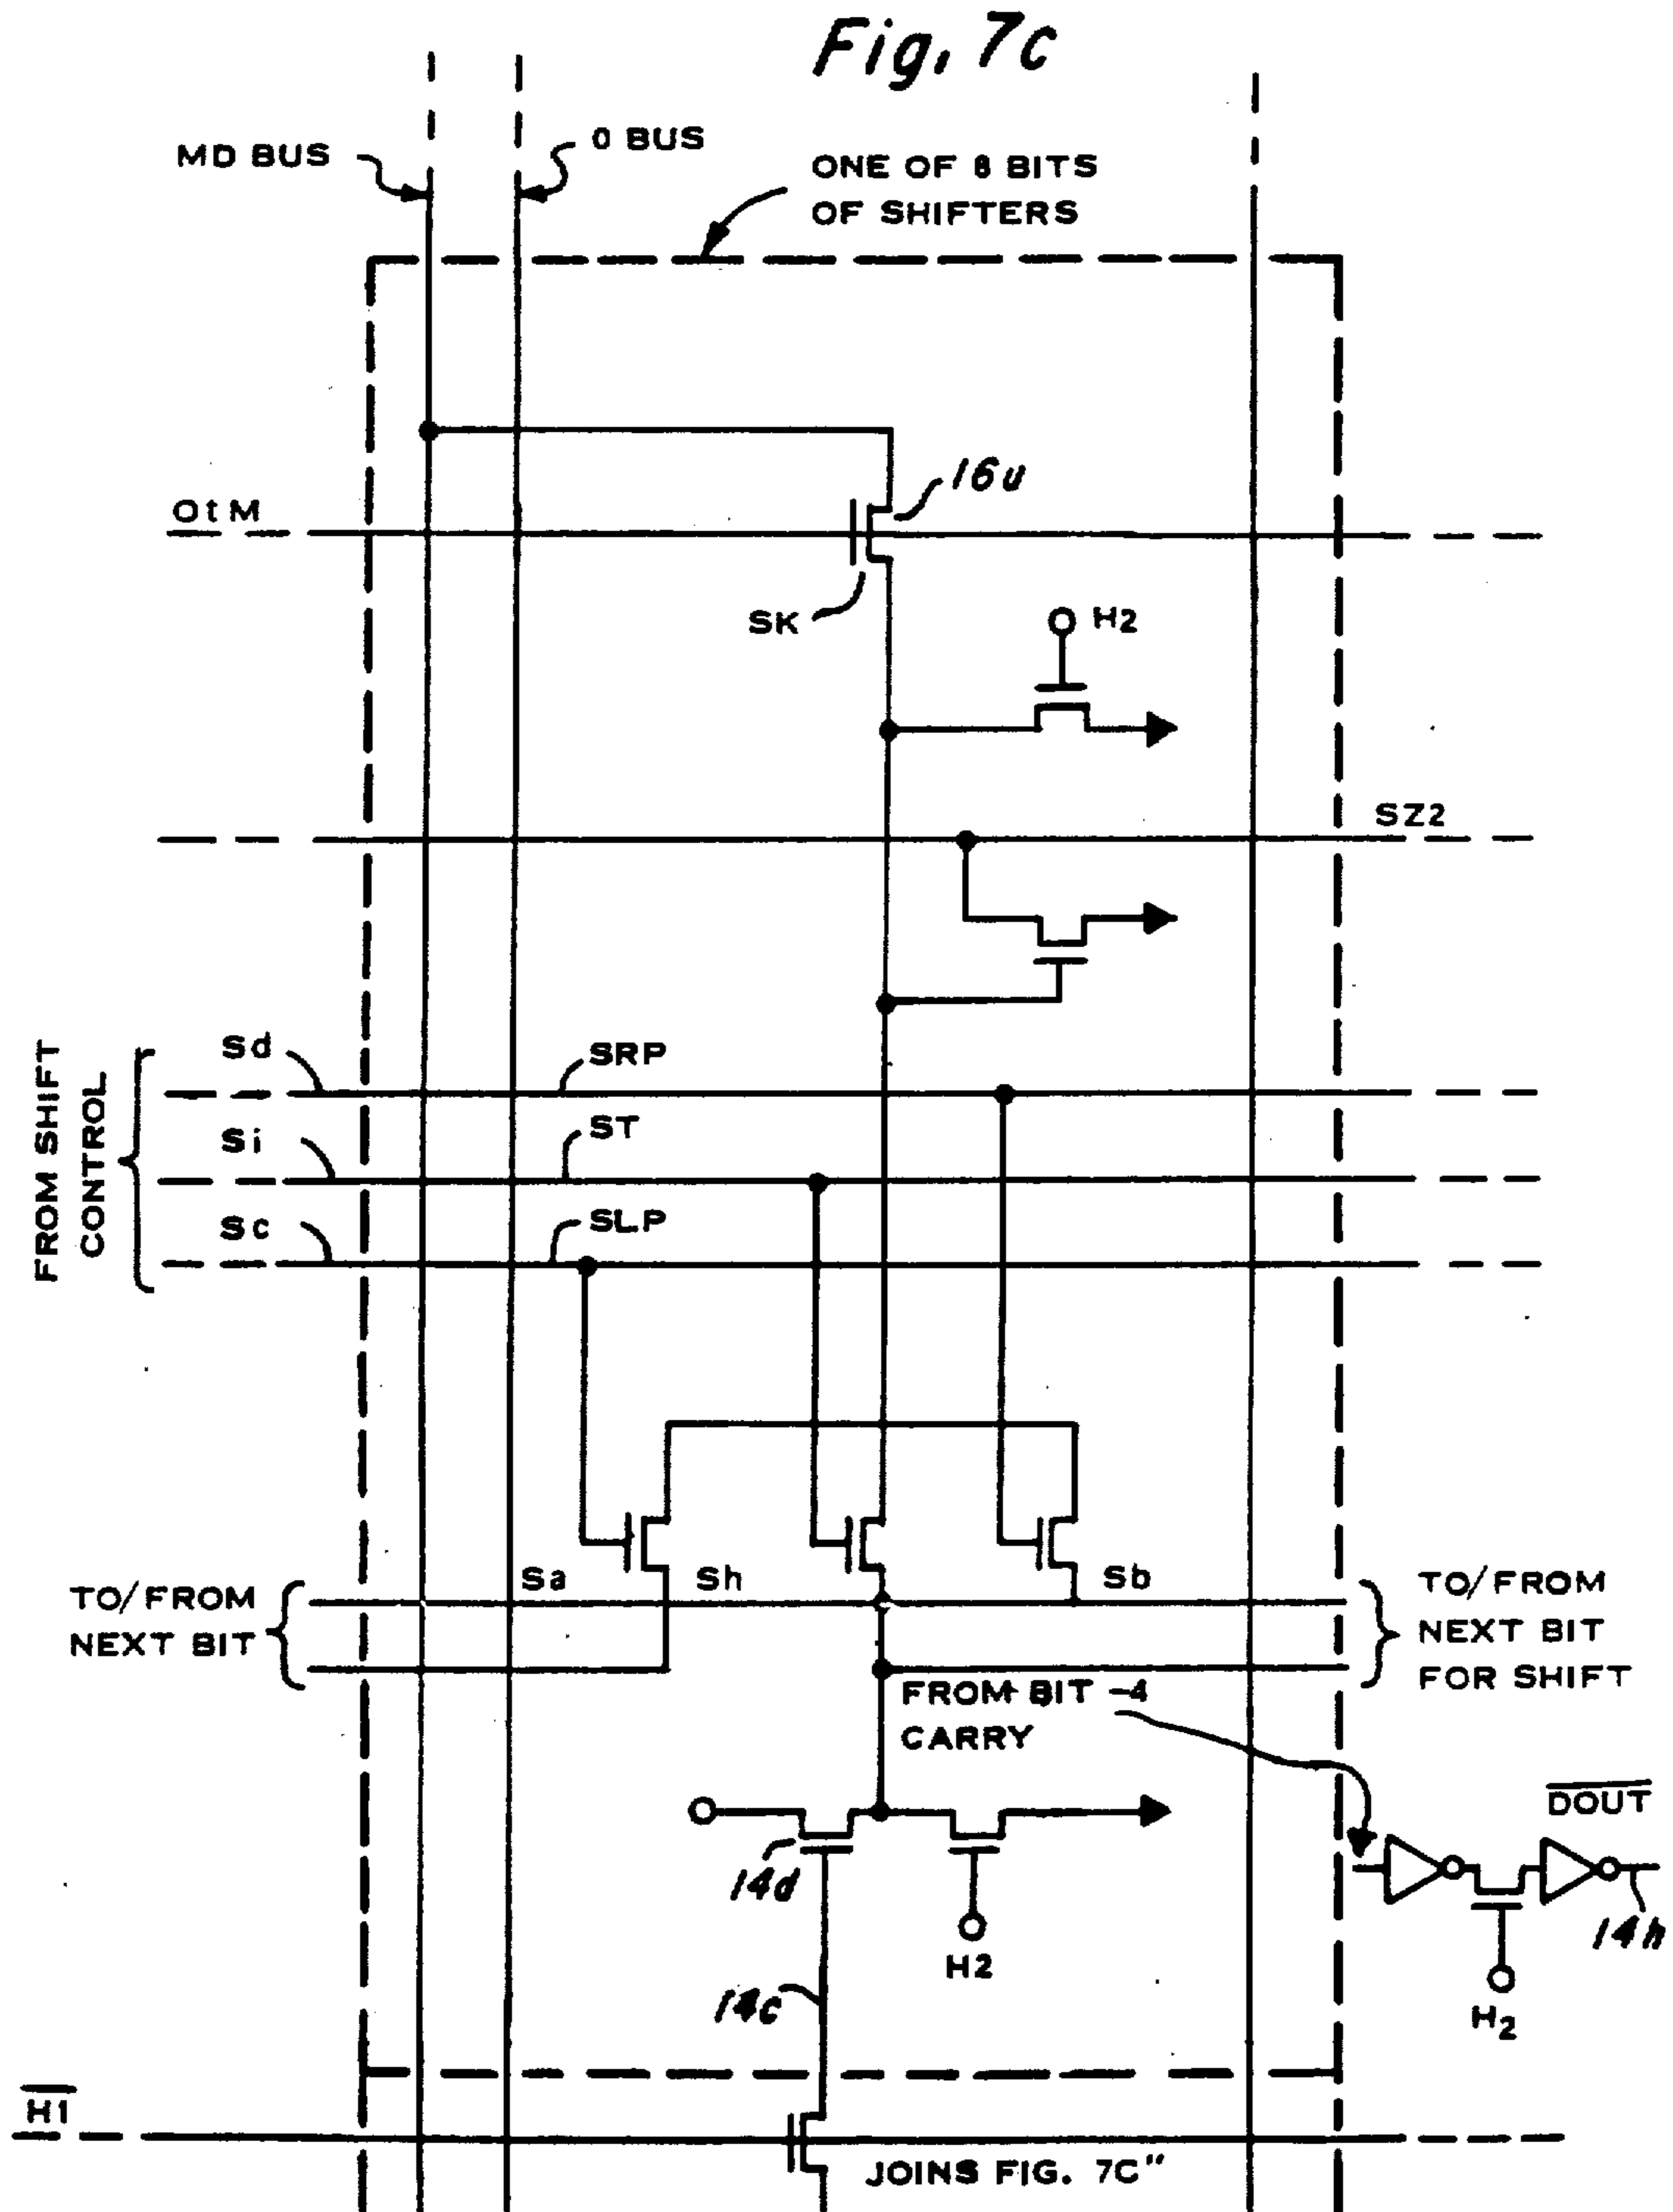 Fig. 7c
MD BUS
O BUS
ONE OF 8 BITS
OF SHIFTERS
16u
OtM
SK
H2
SZ2
FROM SHIFT
CONTROL
Sd
SRP
Si
ST
Sc
SLP
Sa
Sh
Sb
TO/FROM
NEXT BIT
TO/FROM
NEXT BIT
FOR SHIFT
FROM BIT -4
CARRY
DOUT
14d
14h
H2
H2
14c
H1
JOINS FIG. 7C"